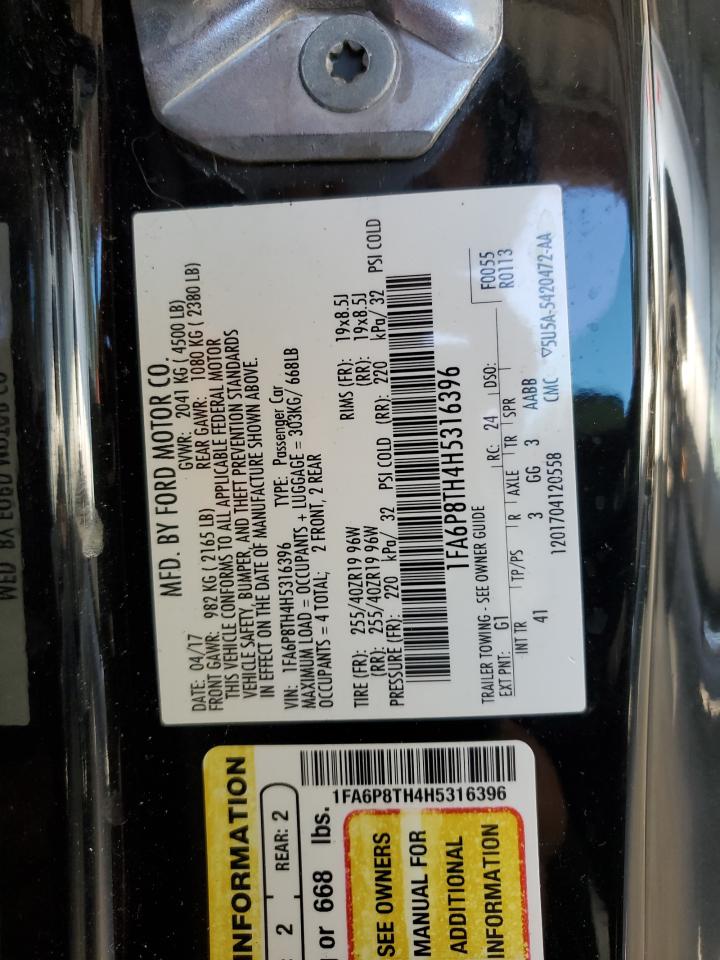 MFD. BY FORD MOTOR CO.
DATE: 04/17 GVWR: 2041 KG ( 4500 LB)
FRONT GAWR: 982 KG ( 2165 LB) REAR GAWR: 1080 KG ( 2380 LB)
THIS VEHICLE CONFORMS TO ALL APPLICABLE FEDERAL MOTOR
VEHICLE SAFETY, BUMPER, AND THEFT PREVENTION STANDARDS
IN EFFECT ON THE DATE OF MANUFACTURE SHOWN ABOVE.
VIN: 1FA6P8TH4H5316396 TYPE: Passenger Car
MAXIMUM LOAD = OCCUPANTS + LUGGAGE = 303KG/ 668LB
OCCUPANTS = 4 TOTAL; 2 FRONT, 2 REAR
TIRE (FR): 255/40ZR19 96W RIMS (FR): 19x8.5J
(RR): 255/40ZR19 96W (RR): 19x8.5J
PRESSURE (FR): 220 kPa/ 32 PSI COLD (RR): 220 kPa/ 32 PSI COLD
1FA6P8TH4H5316396
TRAILER TOWING - SEE OWNER GUIDE
EXT PNT: G1 RC: 24 DSO: F0055
R0113
INT TR TP/PS R AXLE TR SPR
41 3 GG 3 AABB
1201704120558 CMC ▽5U5A-5420472-AA
INFORMATION
2 REAR: 2
or 668 lbs.
1FA6P8TH4H5316396
SEE OWNERS
MANUAL FOR
ADDITIONAL
INFORMATION